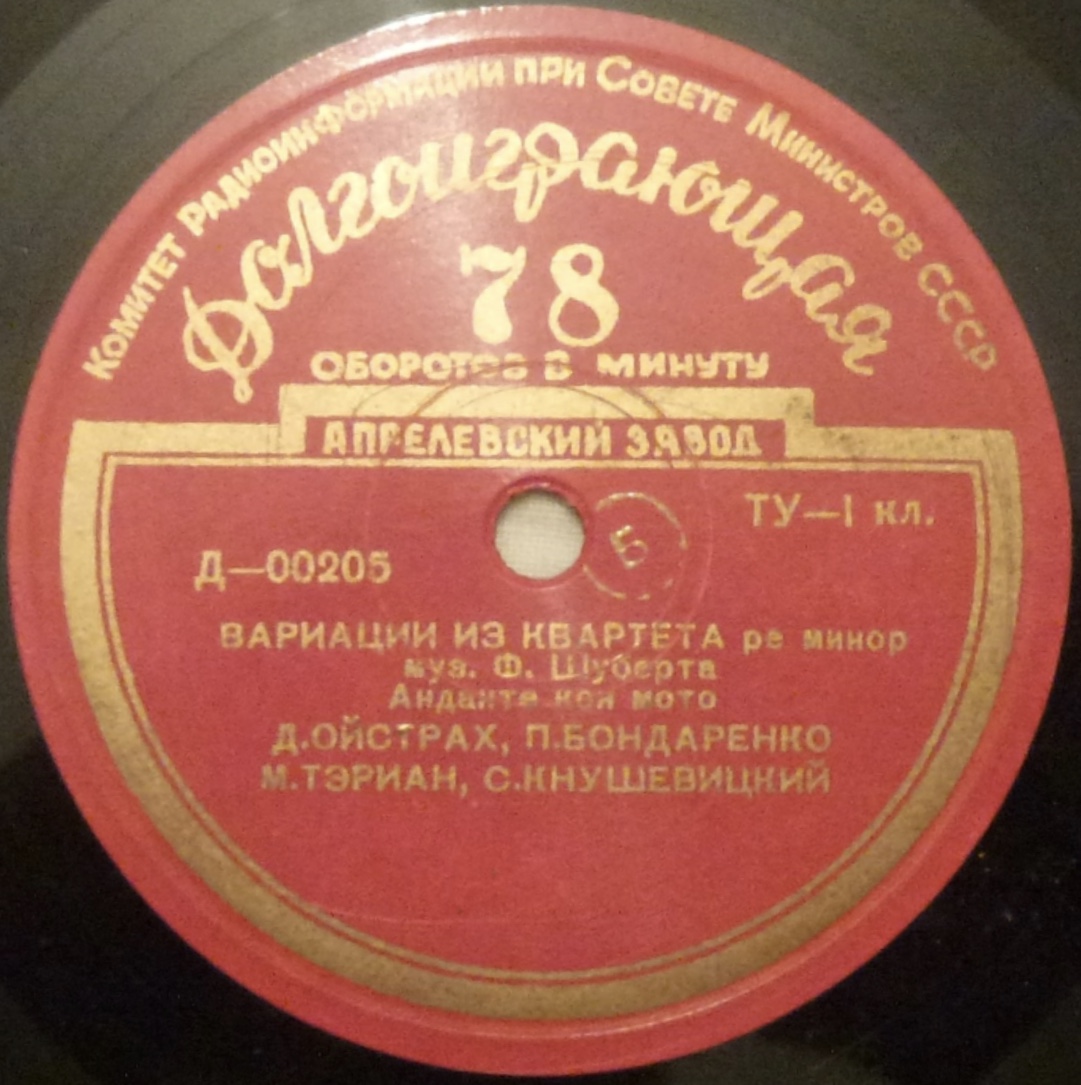 Комитет Радиоинформации при Совете Министров СССР
Долгоиграющая
78
ОБОРОТОВ В МИНУТУ
АПРЕЛЕВСКИЙ ЗАВОД
ТУ—I кл.
Б
Д—00205
ВАРИАЦИИ ИЗ КВАРТЕТА ре минор
муз. Ф. Шуберта
Анданте кон мото
Д.ОЙСТРАХ, П.БОНДАРЕНКО
М.ТЭРИАН, С.КНУШЕВИЦКИЙ